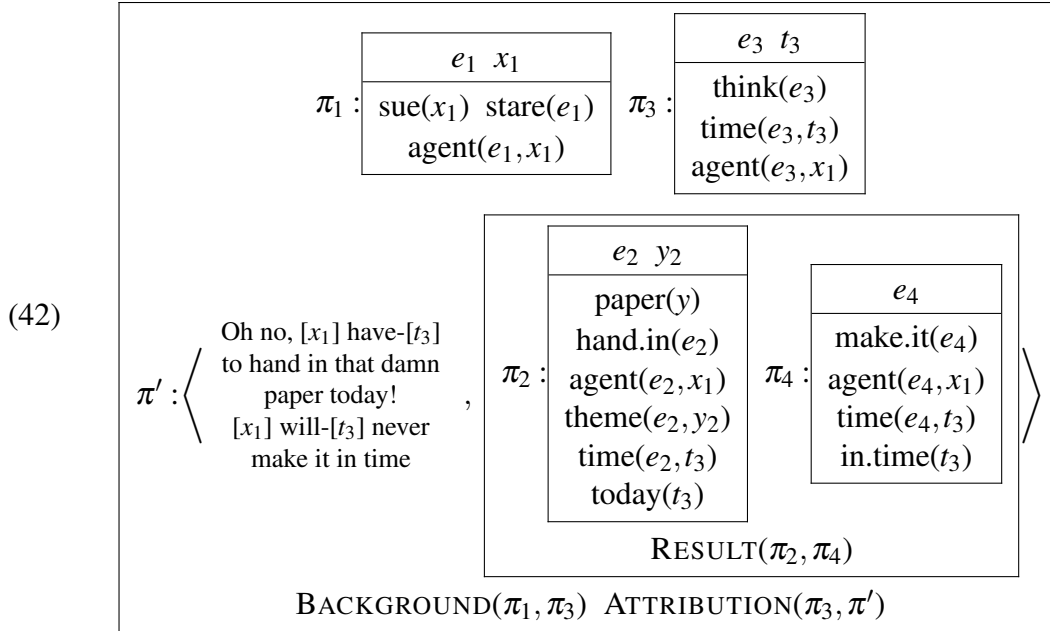 e₁ x₁
π₁ : sue(x₁) stare(e₁)
agent(e₁,x₁)
e₃ t₃
π₃ : think(e₃)
time(e₃,t₃)
agent(e₃,x₁)
(42)
π′ : ⟨ Oh no, [x₁] have-[t₃]
to hand in that damn
paper today!
[x₁] will-[t₃] never
make it in time
,
e₂ y₂
paper(y)
hand.in(e₂)
π₂ : agent(e₂,x₁)
theme(e₂,y₂)
time(e₂,t₃)
today(t₃)
e₄
make.it(e₄)
π₄ : agent(e₄,x₁)
time(e₄,t₃)
in.time(t₃)
⟩
RESULT(π₂,π₄)
BACKGROUND(π₁,π₃) ATTRIBUTION(π₃,π′)